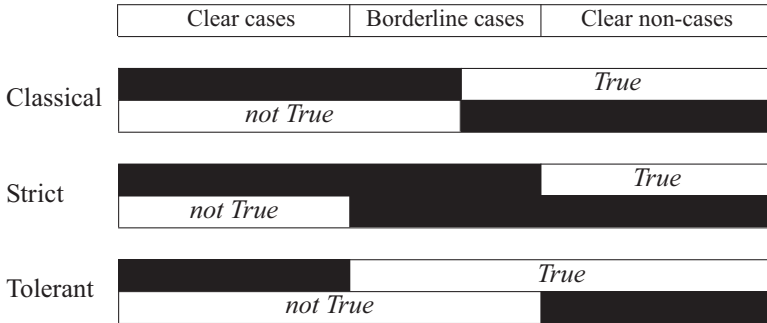 Clear cases Borderline cases Clear non-cases
Classical
True
not True
Strict
True
not True
Tolerant
True
not True